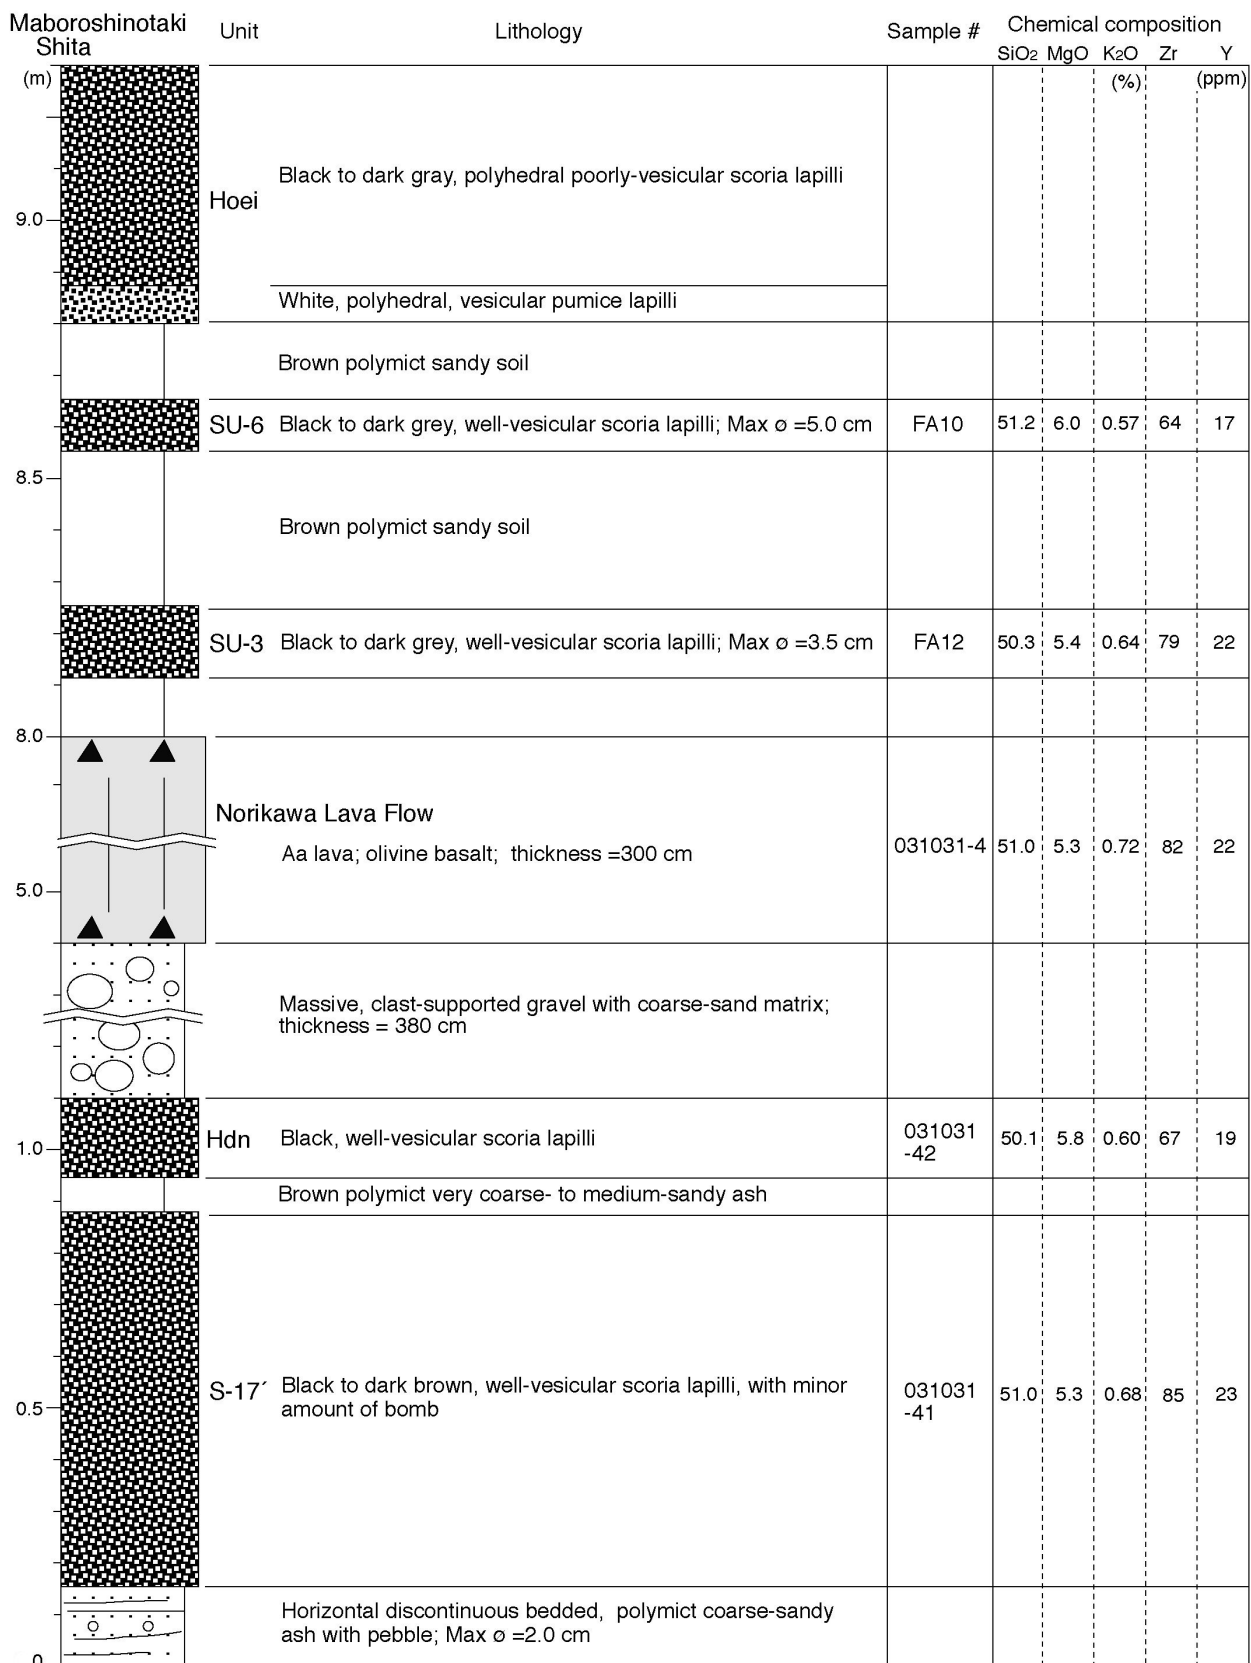 Maboroshinotaki
Shita
Unit
Lithology
Sample #
Chemical composition
SiO2 MgO K2O Zr Y
(m)
(%)
(ppm)
Black to dark gray, polyhedral poorly-vesicular scoria lapilli
Hoei
9.0
White, polyhedral, vesicular pumice lapilli
Brown polymict sandy soil
SU-6 Black to dark grey, well-vesicular scoria lapilli; Max ø =5.0 cm FA10 51.2 6.0 0.57 64 17
8.5
Brown polymict sandy soil
SU-3 Black to dark grey, well-vesicular scoria lapilli; Max ø =3.5 cm FA12 50.3 5.4 0.64 79 22
8.0
Norikawa Lava Flow
Aa lava; olivine basalt; thickness =300 cm 031031-4 51.0 5.3 0.72 82 22
5.0
Massive, clast-supported gravel with coarse-sand matrix;
thickness = 380 cm
1.0 Hdn Black, well-vesicular scoria lapilli 031031
-42 50.1 5.8 0.60 67 19
Brown polymict very coarse- to medium-sandy ash
S-17´ Black to dark brown, well-vesicular scoria lapilli, with minor
amount of bomb
031031
-41
51.0 5.3 0.68 85 23
0.5
Horizontal discontinuous bedded, polymict coarse-sandy
ash with pebble; Max ø =2.0 cm
0